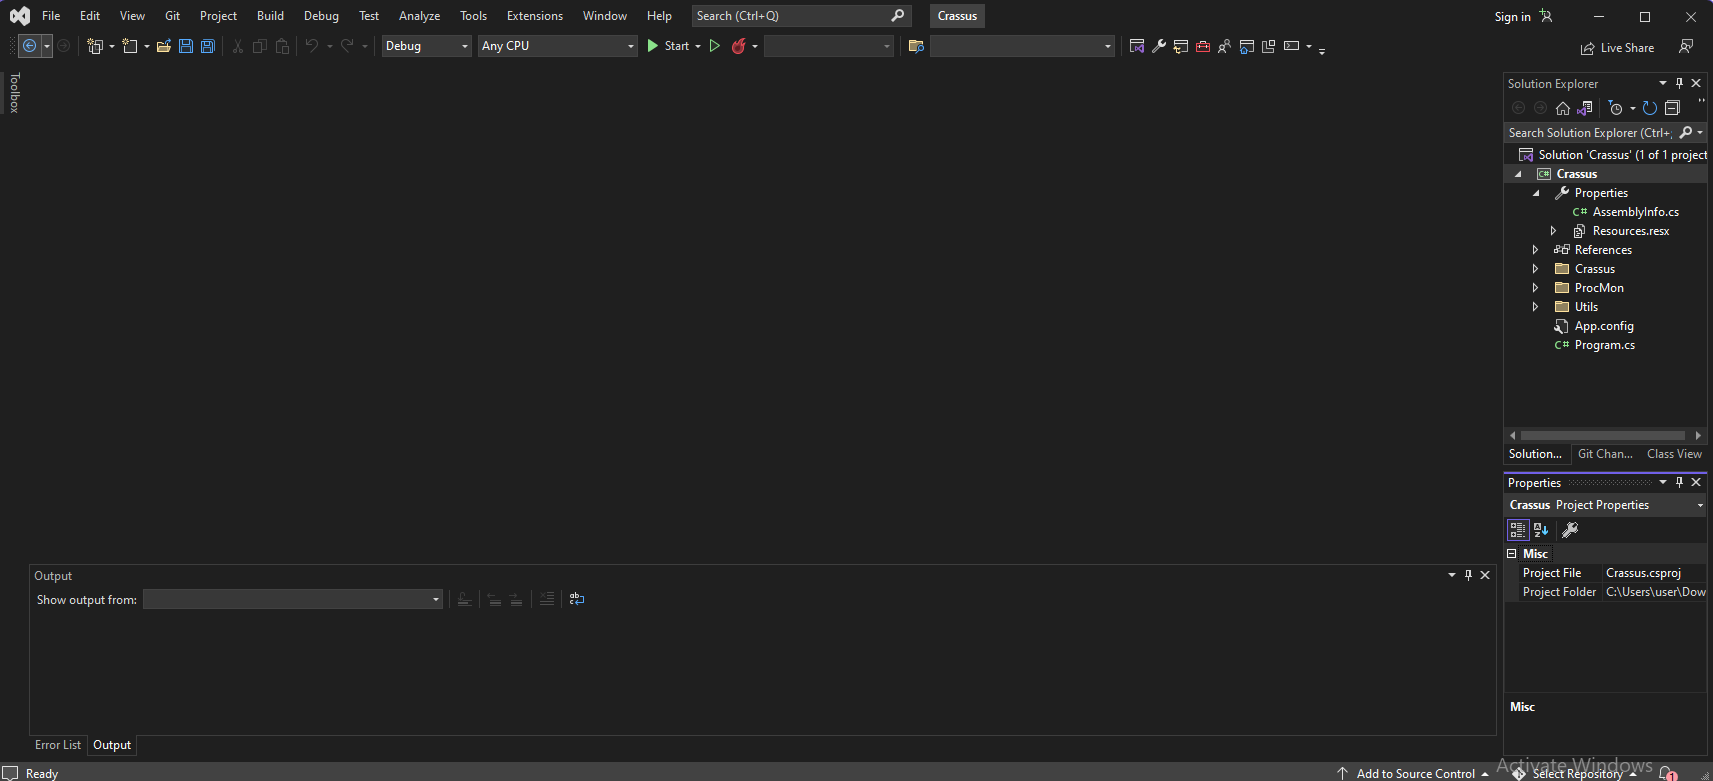 File Edit View Git Project Build Debug Test Analyze Tools Extensions Window Help Search (Ctrl+Q) Crassus Sign in
Debug Any CPU Start Live Share
Toolbox
Solution Explorer
Search Solution Explorer (Ctrl+;
Solution 'Crassus' (1 of 1 project
C# Crassus
Properties
C# AssemblyInfo.cs
Resources.resx
References
Crassus
ProcMon
Utils
App.config
C# Program.cs
Solution... Git Chan... Class View
Properties
Crassus Project Properties
Misc
Project File Crassus.csproj
Project Folder C:\Users\user\Dow
Misc
Output
Show output from:
Error List Output
Activate Windows
Ready Add to Source Control Select Repository 1